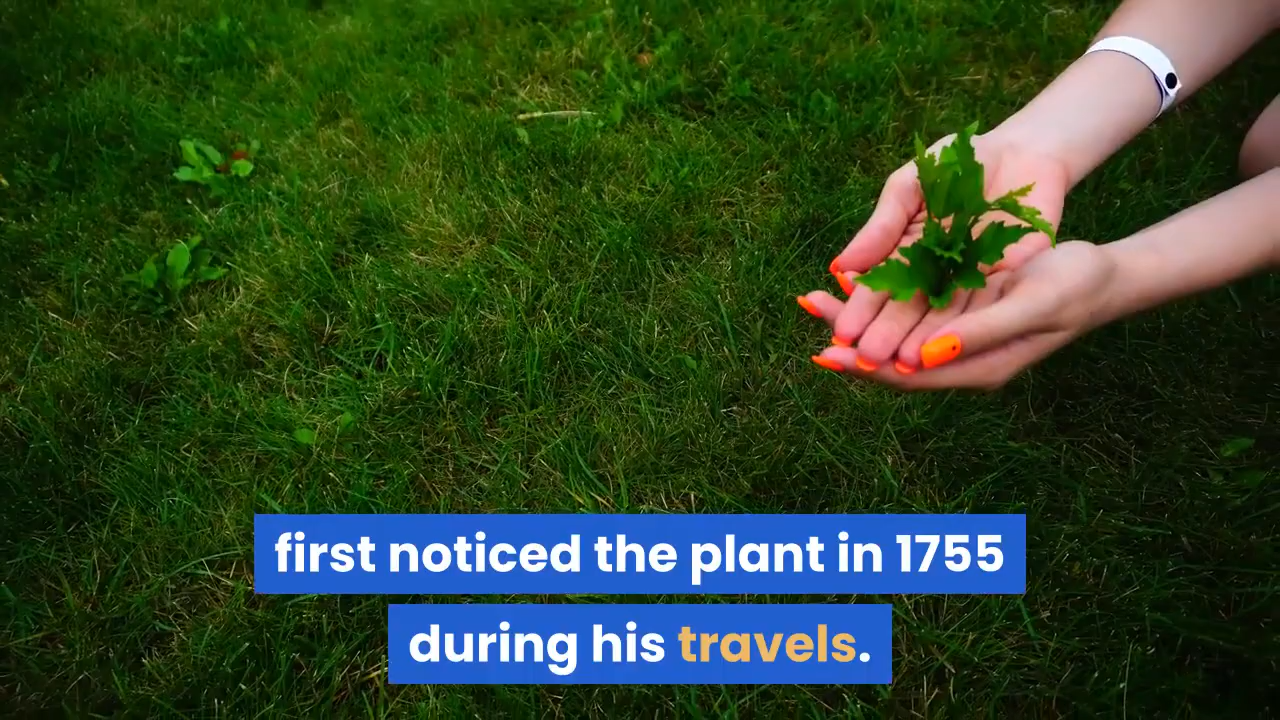 first noticed the plant in 1755
during his travels.